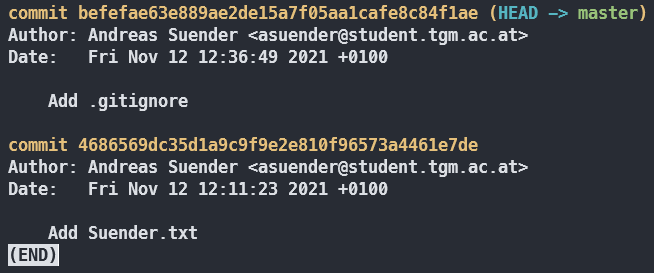 commit befefae63e889ae2de15a7f05aa1cafe8c84f1ae (HEAD -> master)
Author: Andreas Suender <asuender@student.tgm.ac.at>
Date:   Fri Nov 12 12:36:49 2021 +0100
    Add .gitignore
commit 4686569dc35d1a9c9f9e2e810f96573a4461e7de
Author: Andreas Suender <asuender@student.tgm.ac.at>
Date:   Fri Nov 12 12:11:23 2021 +0100
    Add Suender.txt
(END)